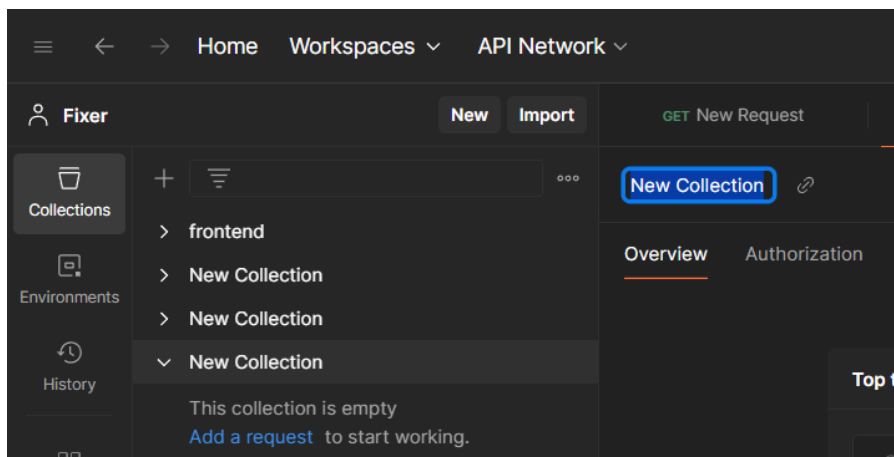 Home Workspaces API Network
Fixer New Import GET New Request
Collections
New Collection
frontend
Overview Authorization
Environments
New Collection
New Collection
New Collection
History
This collection is empty
Add a request to start working.
Top